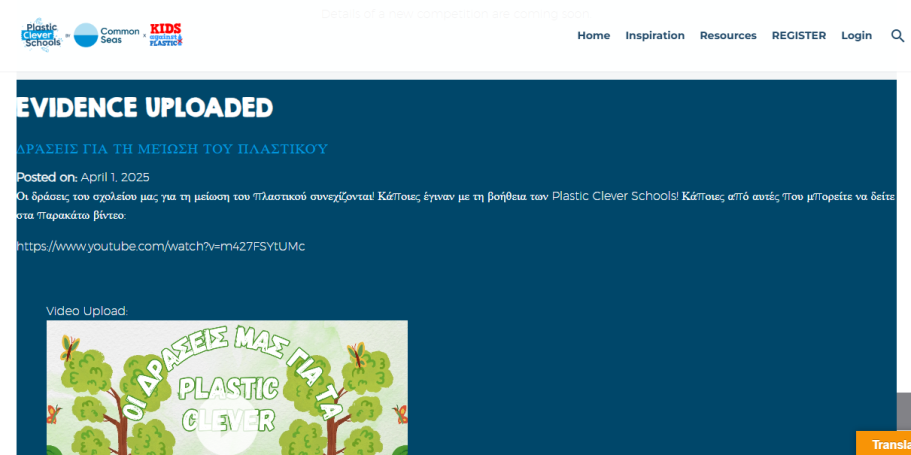 Details of a new competition are coming soon
Plastic Clever Schools BY Common Seas x KIDS against PLASTIC
Home Inspiration Resources REGISTER Login
EVIDENCE UPLOADED
ΔΡΆΣΕΙΣ ΓΙΑ ΤΗ ΜΕΊΩΣΗ ΤΟΥ ΠΛΑΣΤΙΚΟΎ
Posted on: April 1, 2025
Οι δράσεις του σχολείου μας για τη μείωση του πλαστικού συνεχίζονται! Κάποιες έγιναν με τη βοήθεια των Plastic Clever Schools! Κάποιες από αυτές που μπορείτε να δείτε
στα παρακάτω βίντεο:
https://www.youtube.com/watch?v=m427FSYtUMc
Video Upload:
ΟΙ ΔΡΑΣΕΙΣ ΜΑΣ ΓΙΑ ΤΑ
PLASTIC
CLEVER
Transla